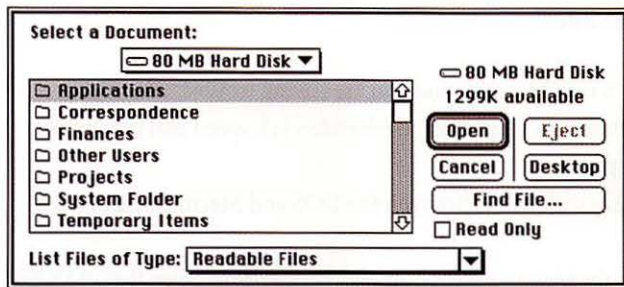 Select a Document:
80 MB Hard Disk
Applications
Correspondence
Finances
Other Users
Projects
System Folder
Temporary Items
80 MB Hard Disk
1299K available
Open
Eject
Cancel
Desktop
Find File...
Read Only
List Files of Type: Readable Files